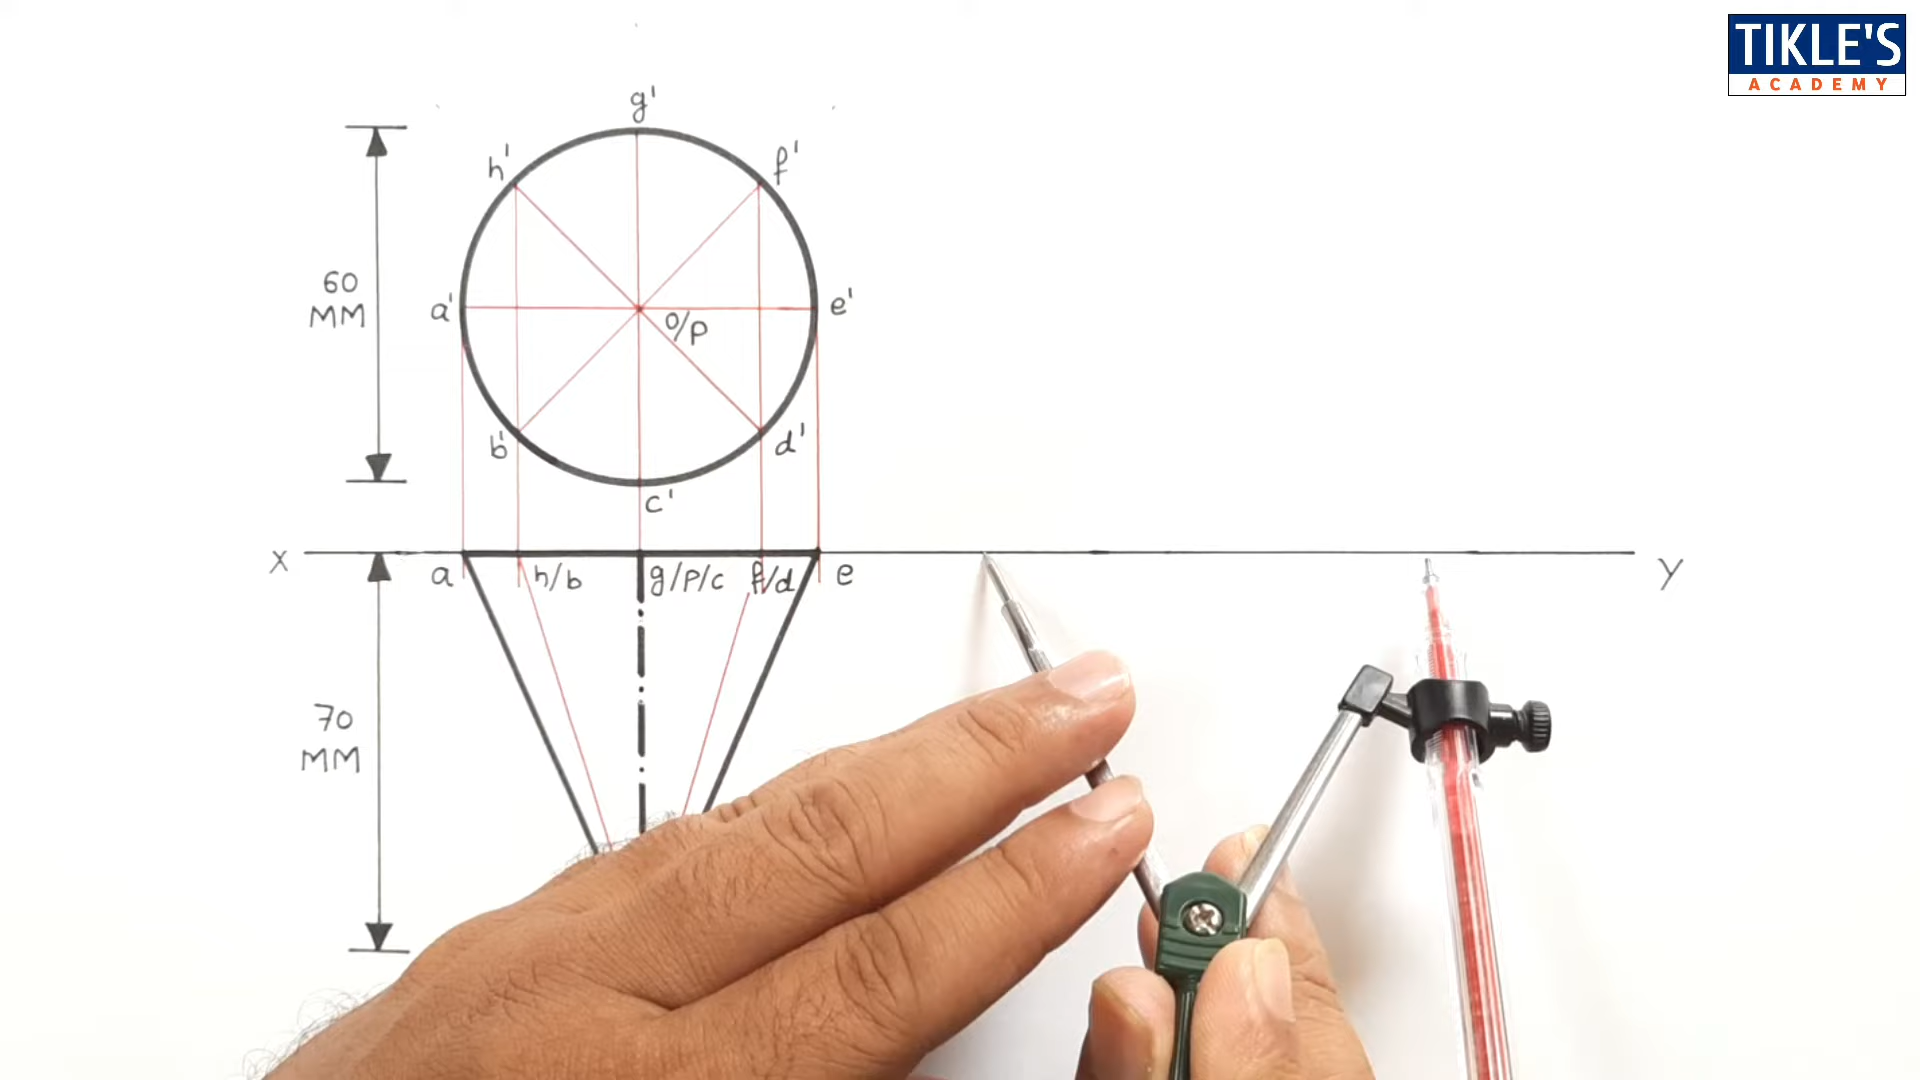 TIKLE'S
ACADEMY
g'
h'
f'
60
MM
a'
e'
o/p
b'
d'
c'
X
Y
a
h/b
g/p/c
f/d
e
70
MM